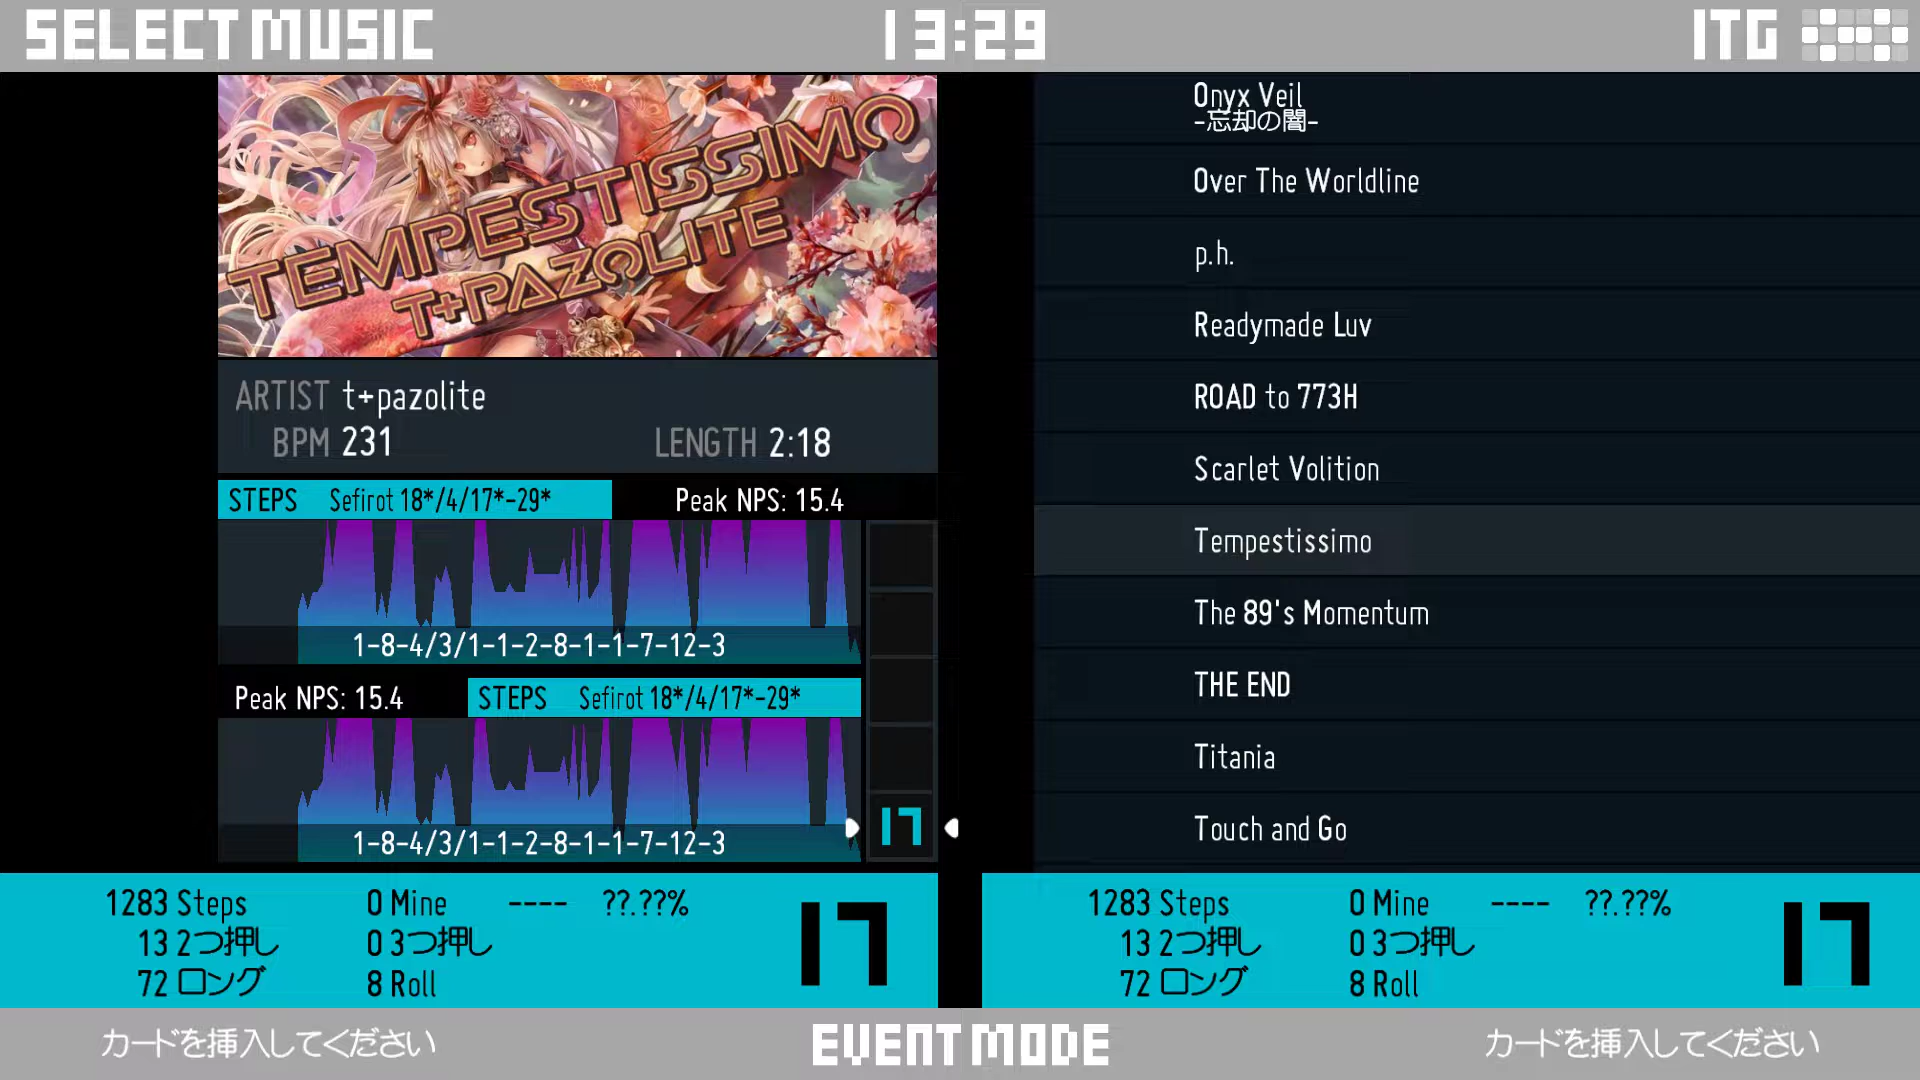 SELECT MUSIC
13:29
ITG
TEMPESTISSIMO
T+PAZOLITE
ARTIST t+pazolite
BPM 231
LENGTH 2:18
STEPS Sefirot 18*/4/17*-29*
Peak NPS: 15.4
1-8-4/3/1-1-2-8-1-1-7-12-3
Peak NPS: 15.4
STEPS Sefirot 18*/4/17*-29*
1-8-4/3/1-1-2-8-1-1-7-12-3
17
Onyx Veil
-忘却の闇-
Over The Worldline
p.h.
Readymade Luv
ROAD to 773H
Scarlet Volition
Tempestissimo
The 89's Momentum
THE END
Titania
Touch and Go
1283 Steps 0 Mine ---- ??.??%
13 2つ押し 0 3つ押し
72 ロング 8 Roll
17
1283 Steps 0 Mine ---- ??.??%
13 2つ押し 0 3つ押し
72 ロング 8 Roll
17
カードを挿入してください
EVENT MODE
カードを挿入してください